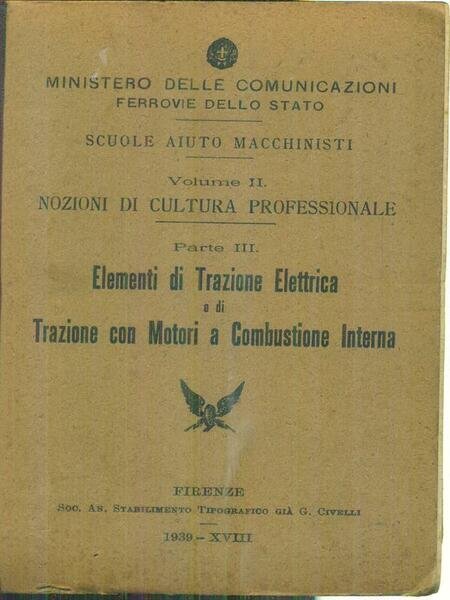 MINISTERO DELLE COMUNICAZIONI
FERROVIE DELLO STATO
SCUOLE AIUTO MACCHINISTI
Volume II.
NOZIONI DI CULTURA PROFESSIONALE
Parte III.
Elementi di Trazione Elettrica
e di
Trazione con Motori a Combustione Interna
FIRENZE
SOC. AN. STABILIMENTO TIPOGRAFICO GIÀ G. CIVELLI
1939 - XVIII